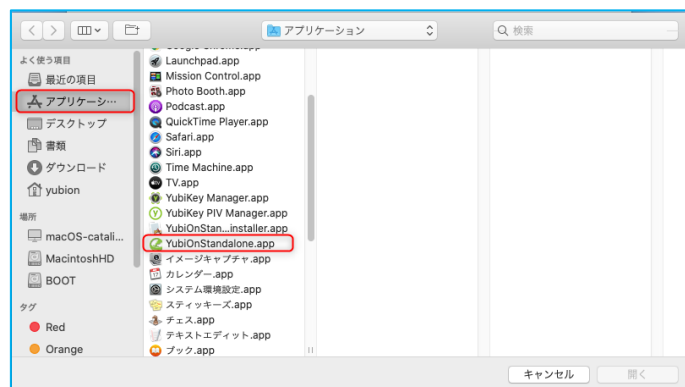 アプリケーション
検索
よく使う項目
最近の項目
アプリケーシ…
デスクトップ
書類
ダウンロード
yubion
場所
macOS-catali...
MacintoshHD
BOOT
タグ
Red
Orange
Google Chrome.app
Launchpad.app
Mission Control.app
Photo Booth.app
Podcast.app
QuickTime Player.app
Safari.app
Siri.app
Time Machine.app
TV.app
YubiKey Manager.app
YubiKey PIV Manager.app
YubiOnStan...installer.app
YubiOnStandalone.app
イメージキャプチャ.app
カレンダー.app
システム環境設定.app
スティッキーズ.app
チェス.app
テキストエディット.app
ブック.app
キャンセル
開く